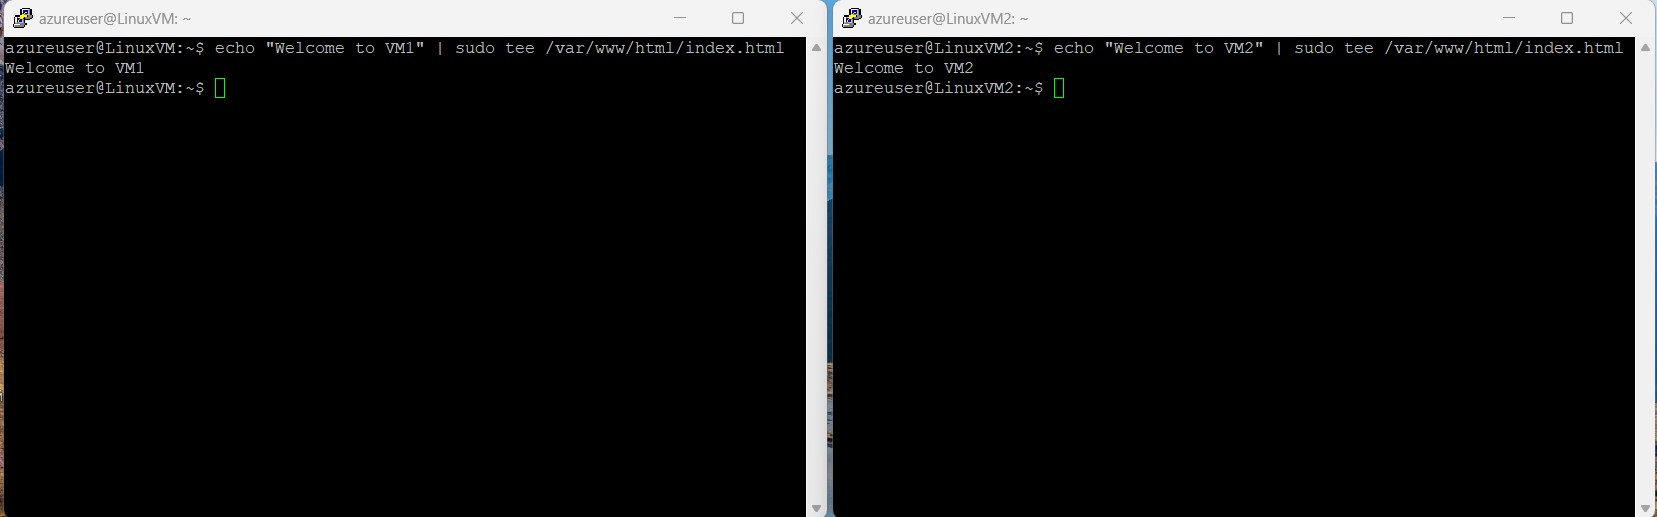 azureuser@LinuxVM: ~
azureuser@LinuxVM:~$ echo "Welcome to VM1" | sudo tee /var/www/html/index.html
Welcome to VM1
azureuser@LinuxVM:~$
azureuser@LinuxVM2: ~
azureuser@LinuxVM2:~$ echo "Welcome to VM2" | sudo tee /var/www/html/index.html
Welcome to VM2
azureuser@LinuxVM2:~$